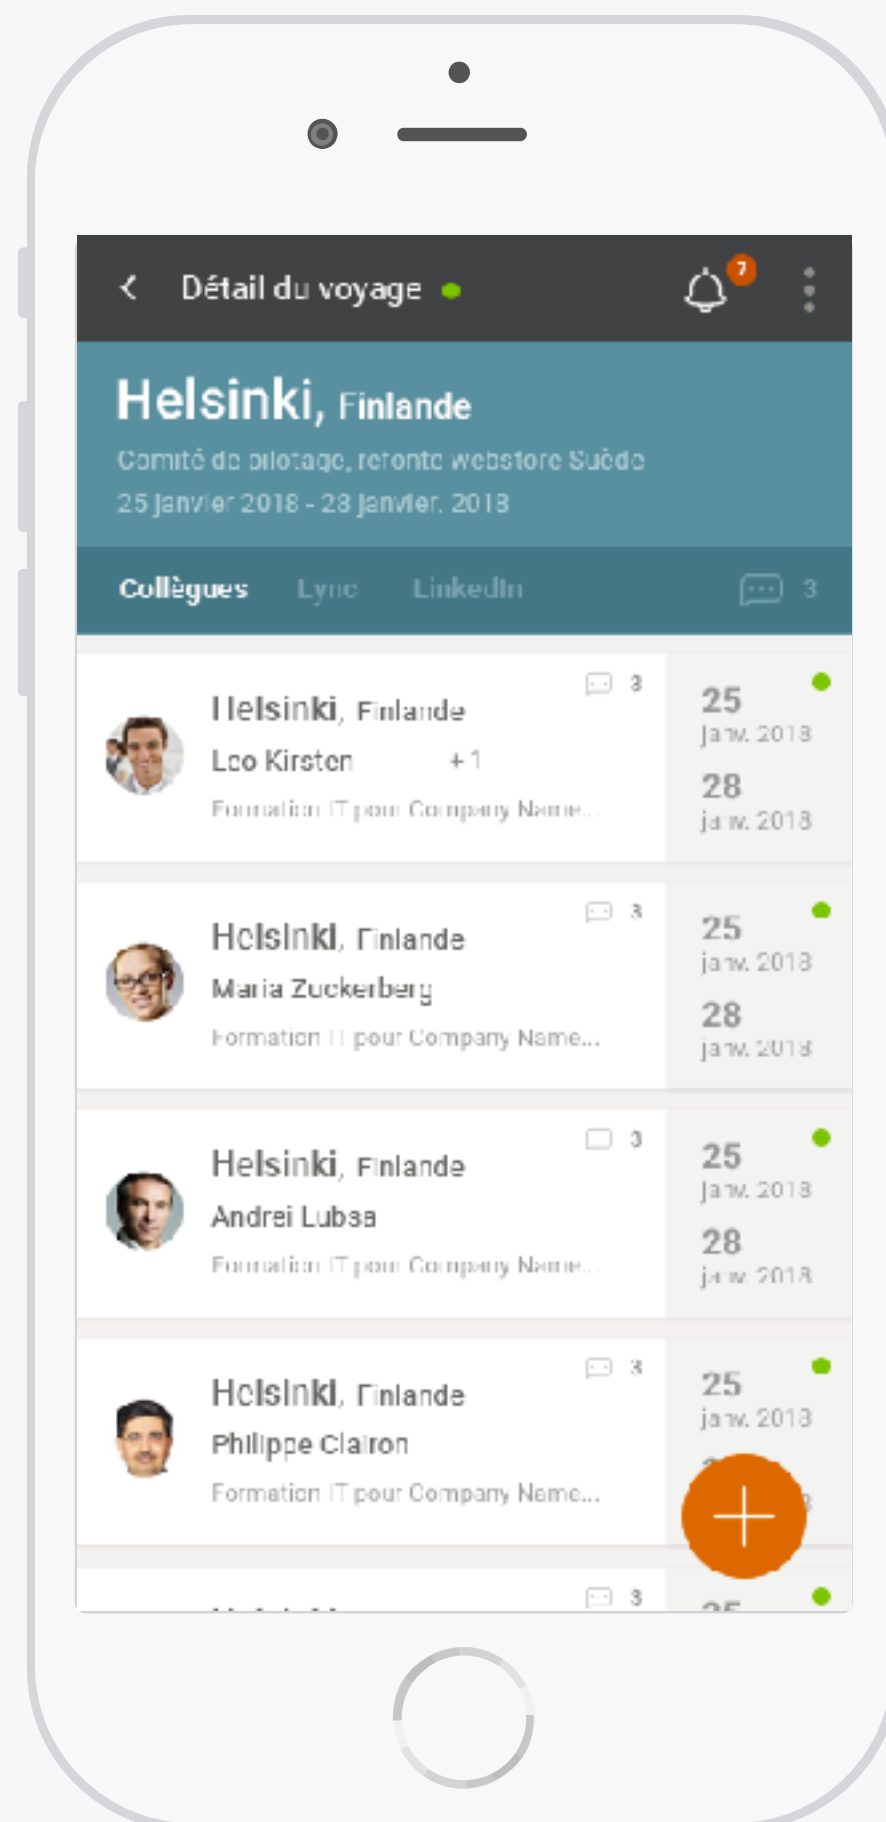 Détail du voyage
7
Helsinki, Finlande
Comité de pilotage, refonte webstore Suède
25 janvier 2018 - 28 janvier. 2018
Collègues Lync LinkedIn 3
3
Helsinki, Finlande
Leo Kirsten +1
Formation IT pour Company Name...
25
janv. 2018
28
janv. 2018
3
Helsinki, Finlande
Maria Zuckerberg
Formation IT pour Company Name...
25
janv. 2018
28
janv. 2018
3
Helsinki, Finlande
Andrei Lubsa
Formation IT pour Company Name...
25
janv. 2018
28
janv. 2018
3
Helsinki, Finlande
Philippe Clairon
Formation IT pour Company Name...
25
janv. 2018
3